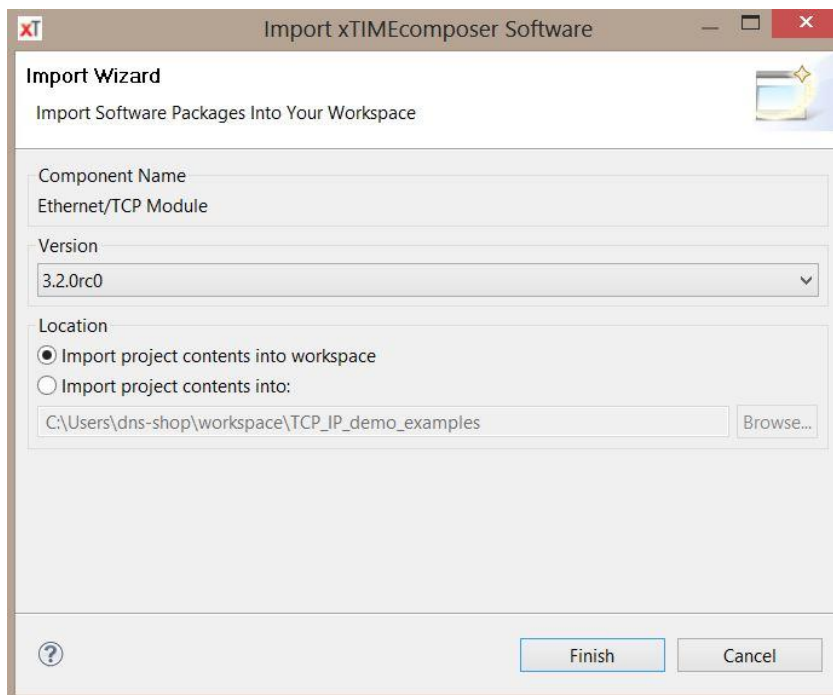 xT Import xTIMEcomposer Software
Import Wizard
Import Software Packages Into Your Workspace
Component Name
Ethernet/TCP Module
Version
3.2.0rc0
Location
Import project contents into workspace
Import project contents into:
C:\Users\dns-shop\workspace\TCP_IP_demo_examples Browse...
? Finish Cancel